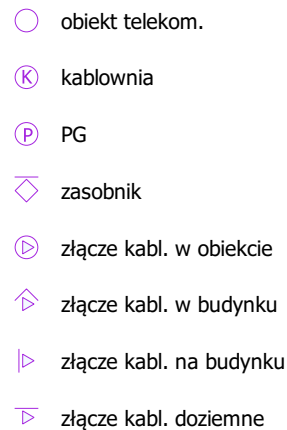 obiekt telekom.
K kablownia
P PG
zasobnik
złącze kabl. w obiekcie
złącze kabl. w budynku
złącze kabl. na budynku
złącze kabl. doziemne